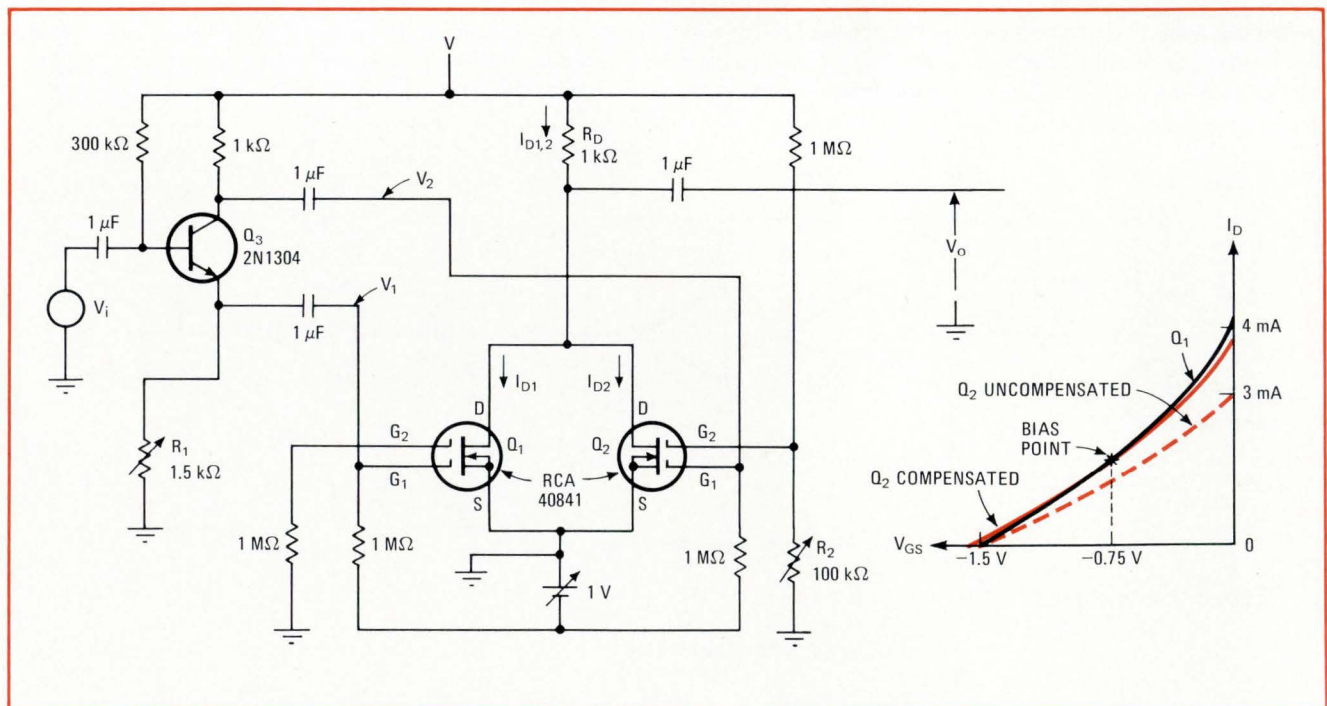 V
300 kΩ
1 kΩ
I_D1,2
R_D
1 kΩ
1 MΩ
1 μF
V_2
1 μF
1 μF
Q_3
2N1304
V_i
V_1
1 μF
V_o
I_D
4 mA
Q_1
Q_2 UNCOMPENSATED
3 mA
BIAS
POINT
Q_2 COMPENSATED
V_GS
−1.5 V
−0.75 V
0
I_D1
I_D2
D
D
G_2
Q_1
Q_2
G_2
G_1
G_1
RCA
40841
S
S
R_1
1.5 kΩ
1 MΩ
1 MΩ
1 MΩ
R_2
100 kΩ
1 V